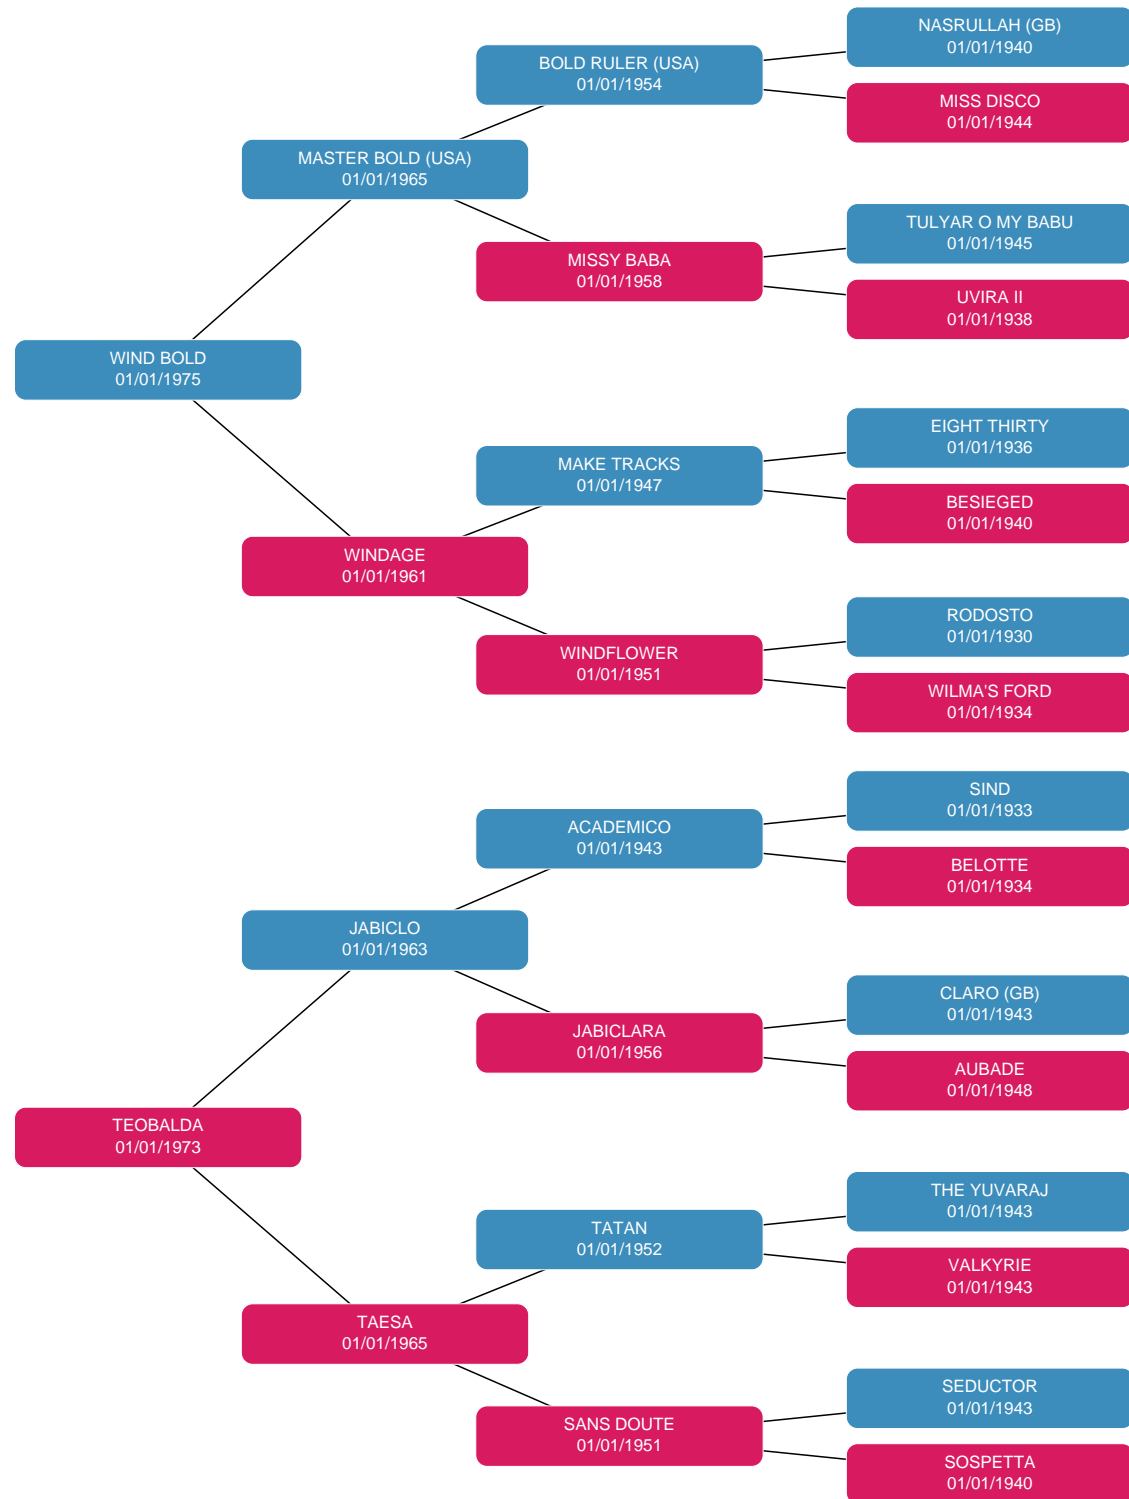 NASRULLAH (GB)
01/01/1940
BOLD RULER (USA)
01/01/1954
MISS DISCO
01/01/1944
MASTER BOLD (USA)
01/01/1965
TULYAR O MY BABU
01/01/1945
MISSY BABA
01/01/1958
UVIRA II
01/01/1938
WIND BOLD
01/01/1975
EIGHT THIRTY
01/01/1936
MAKE TRACKS
01/01/1947
BESIEGED
01/01/1940
WINDAGE
01/01/1961
RODOSTO
01/01/1930
WINDFLOWER
01/01/1951
WILMA'S FORD
01/01/1934
SIND
01/01/1933
ACADEMICO
01/01/1943
BELOTTE
01/01/1934
JABICLO
01/01/1963
CLARO (GB)
01/01/1943
JABICLARA
01/01/1956
AUBADE
01/01/1948
TEOBALDA
01/01/1973
THE YUVARAJ
01/01/1943
TATAN
01/01/1952
VALKYRIE
01/01/1943
TAESA
01/01/1965
SEDUCTOR
01/01/1943
SANS DOUTE
01/01/1951
SOSPETTA
01/01/1940